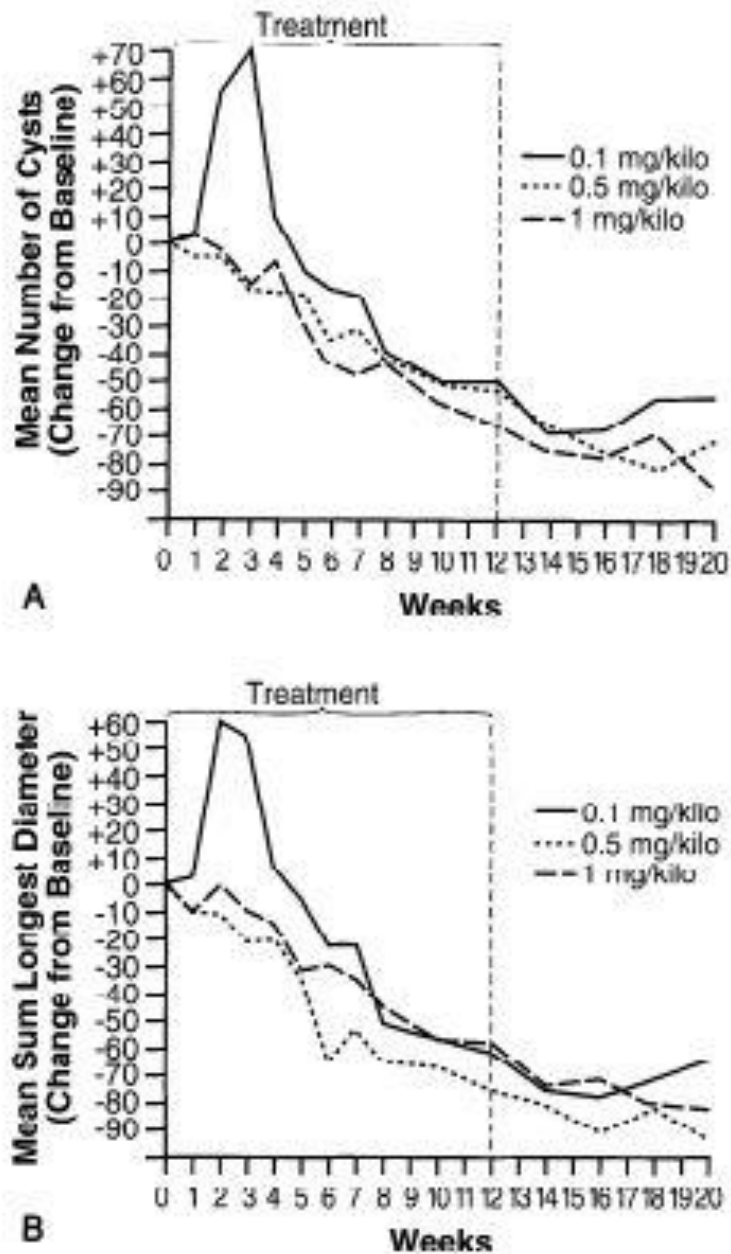 Treatment
+70
+60
+50
+40
+30
+20
+10
0
-10
-20
-30
-40
-50
-60
-70
-80
-90
Mean Number of Cysts
(Change from Baseline)
0.1 mg/kilo
0.5 mg/kilo
1 mg/kilo
0 1 2 3 4 5 6 7 8 9 10 11 12 13 14 15 16 17 18 19 20
Weeks
A
Treatment
+60
+50
+40
+30
+20
+10
0
-10
-20
-30
-40
-50
-60
-70
-80
-90
Mean Sum Longest Diameter
(Change from Baseline)
0.1 mg/kilo
0.5 mg/kilo
1 mg/kilo
0 1 2 3 4 5 6 7 8 9 10 11 12 13 14 15 16 17 18 19 20
Weeks
B